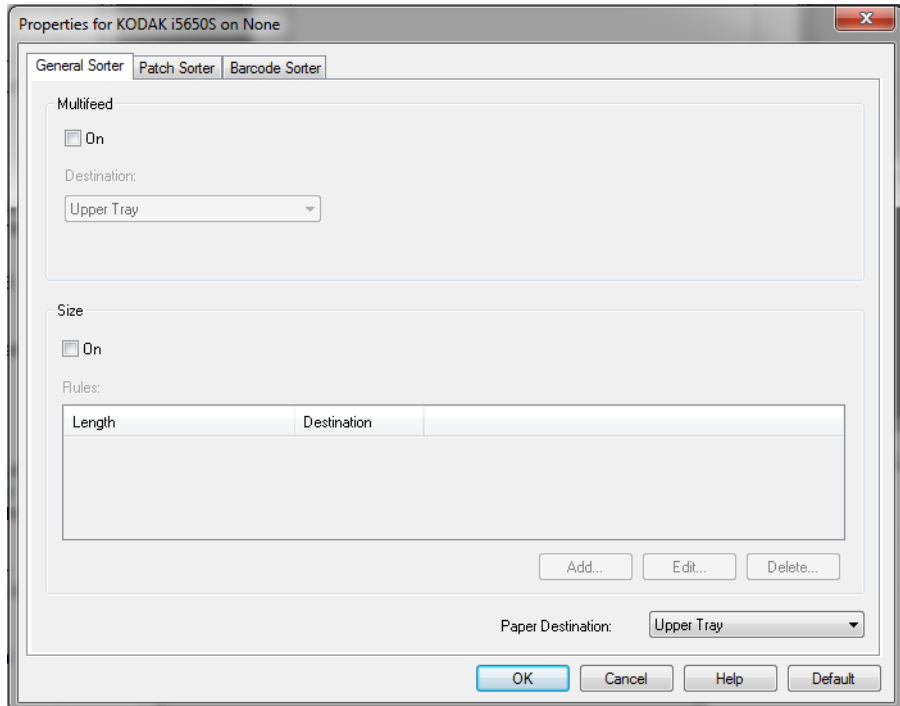 Properties for KODAK i5650S on None
General Sorter Patch Sorter Barcode Sorter
Multifeed
On
Destination:
Upper Tray
Size
On
Rules:
Length Destination
Add... Edit... Delete...
Paper Destination: Upper Tray
OK Cancel Help Default